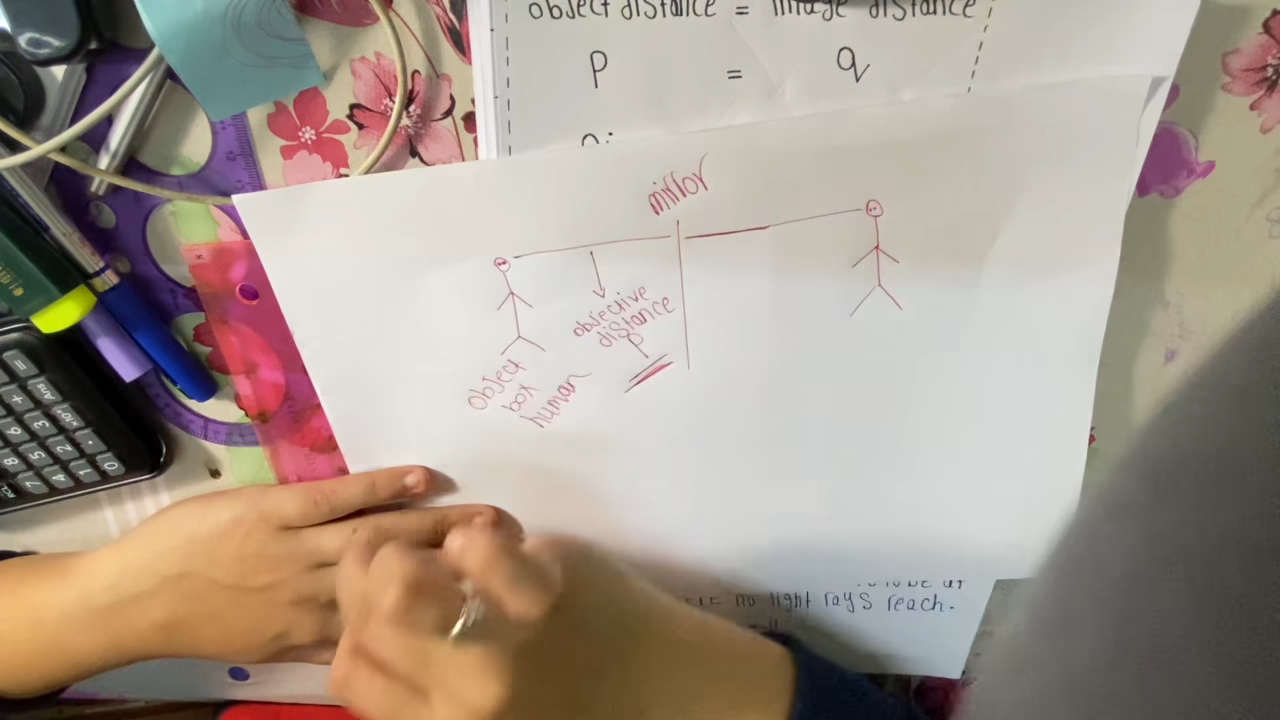 object distance = image distance
p = q
mirror
objective
distance
p
object
box
human
no light rays reach.